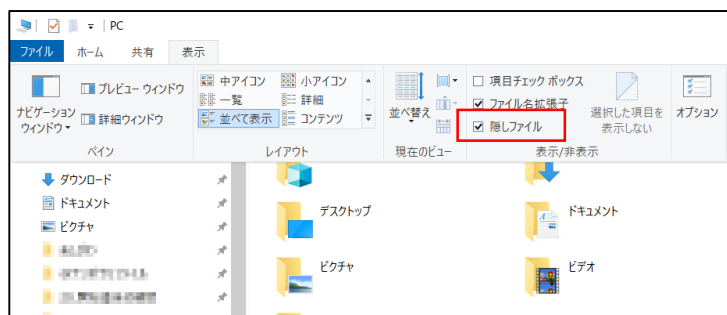 PC
ファイル ホーム 共有 表示
ナビゲーション
ウィンドウ
プレビュー ウィンドウ
詳細ウィンドウ
ペイン
中アイコン 小アイコン
一覧 詳細
並べて表示 コンテンツ
レイアウト
並べ替え
現在のビュー
項目チェック ボックス
ファイル名拡張子
隠しファイル
選択した項目を
表示しない
表示/非表示
オプション
ダウンロード
ドキュメント
ピクチャ
デスクトップ
ドキュメント
ピクチャ
ビデオ